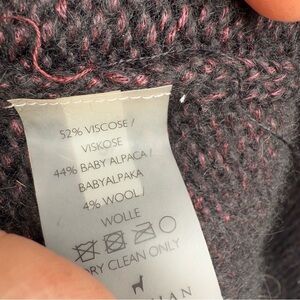 52% VISCOSE /
VISKOSE
44% BABY ALPACA /
BABYALPAKA
4% WOOL /
WOLLE
DRY CLEAN ONLY